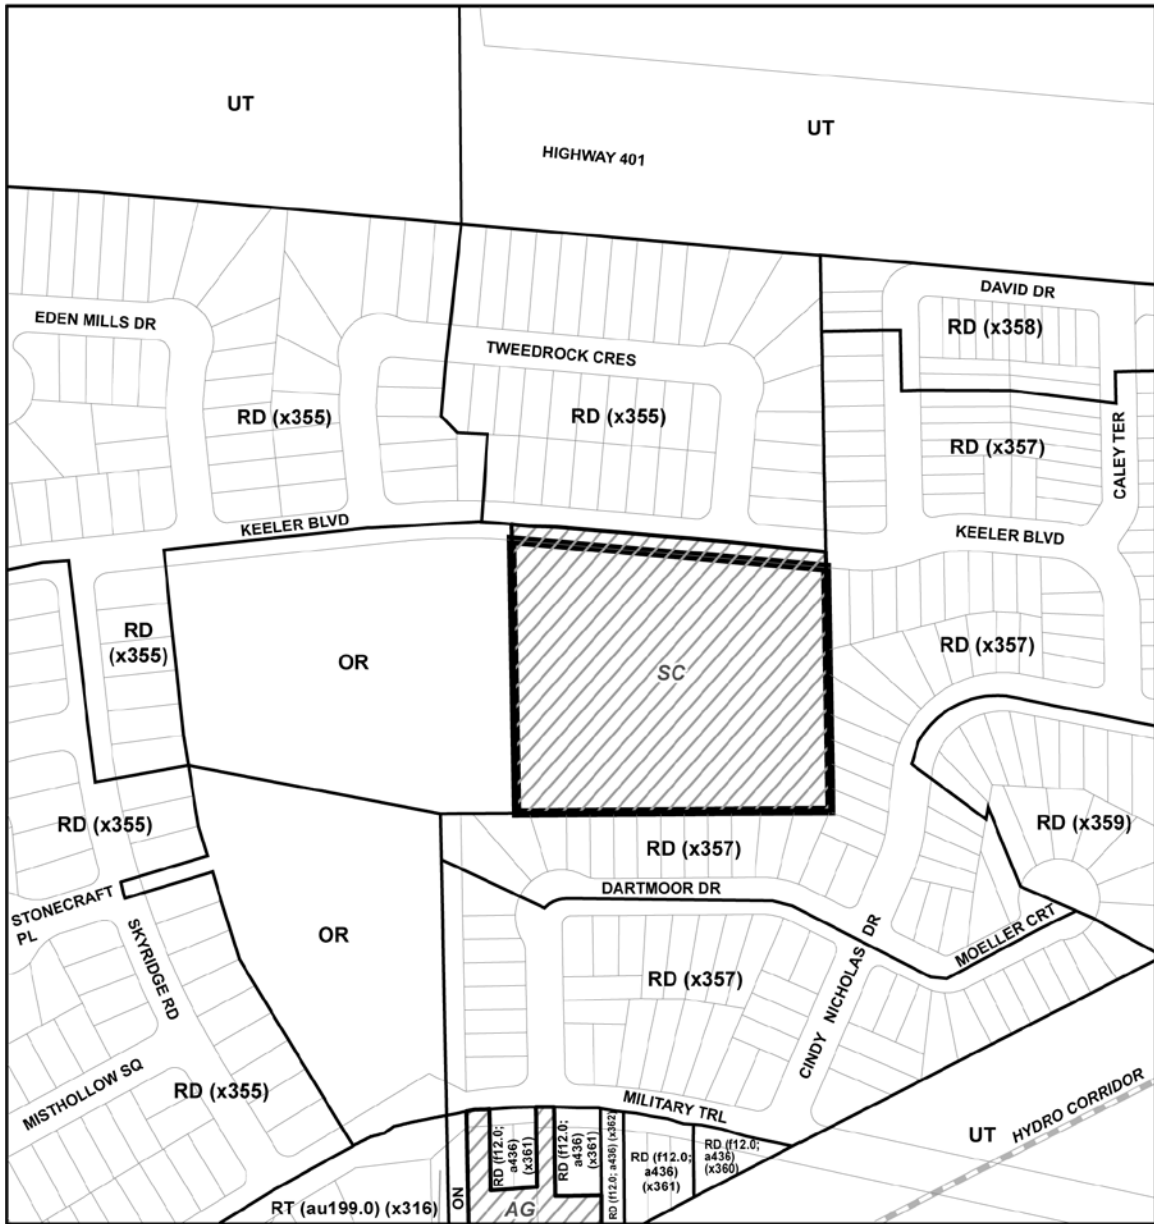 UT
UT
HIGHWAY 401
DAVID DR
EDEN MILLS DR
RD (x358)
TWEEDROCK CRES
RD (x355)
RD (x355)
RD (x357)
CALEY TER
KEELER BLVD
KEELER BLVD
RD
(x355)
OR
SC
RD (x357)
RD (x355)
RD (x357)
RD (x359)
DARTMOOR DR
STONECRAFT
PL
SKYRIDGE RD
OR
RD (x357)
CINDY NICHOLAS DR
MOELLER CRT
MISTHOLLOW SQ
RD (x355)
MILITARY TRL
HYDRO CORRIDOR
UT
RD (f12.0;
a436)
(x361)
RD (f12.0;
a436)
(x361)
RD (f12.0; a436) (x362)
RD (f12.0;
a436)
(x361)
RD (f12.0;
a436)
(x360)
RT (au199.0) (x316)
ON
AG